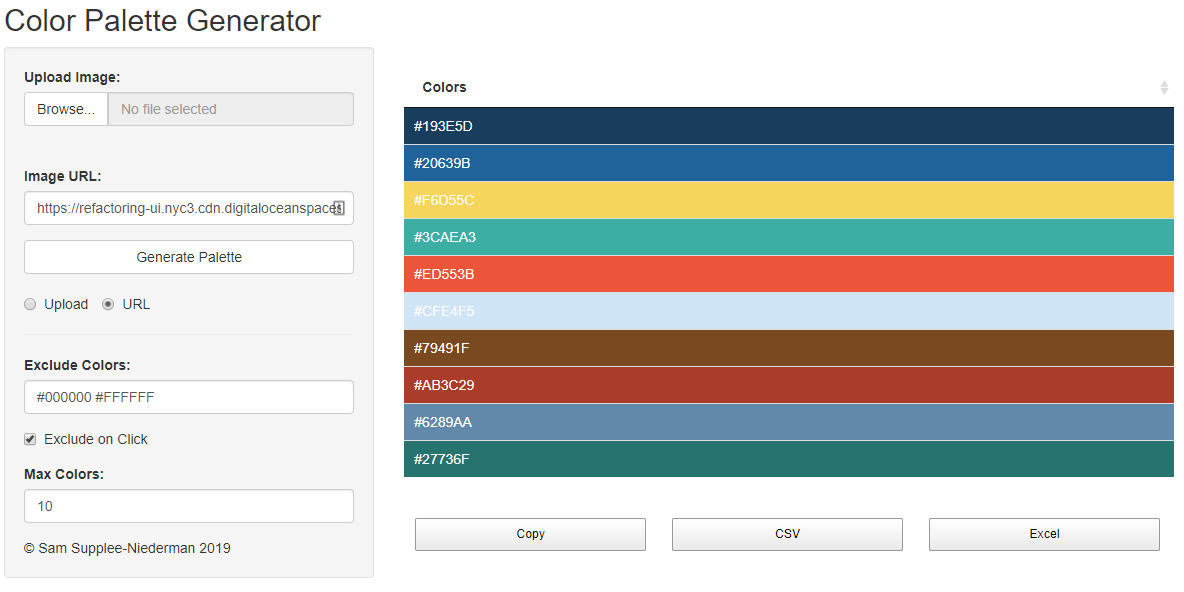 Color Palette Generator
Upload Image:
Browse... No file selected
Image URL:
https://refactoring-ui.nyc3.cdn.digitaloceanspaces
Generate Palette
Upload URL
Exclude Colors:
#000000 #FFFFFF
Exclude on Click
Max Colors:
10
© Sam Supplee-Niederman 2019
Colors
#193E5D
#20639B
#F6D55C
#3CAEA3
#ED553B
#CFE4F5
#79491F
#AB3C29
#6289AA
#27736F
Copy CSV Excel